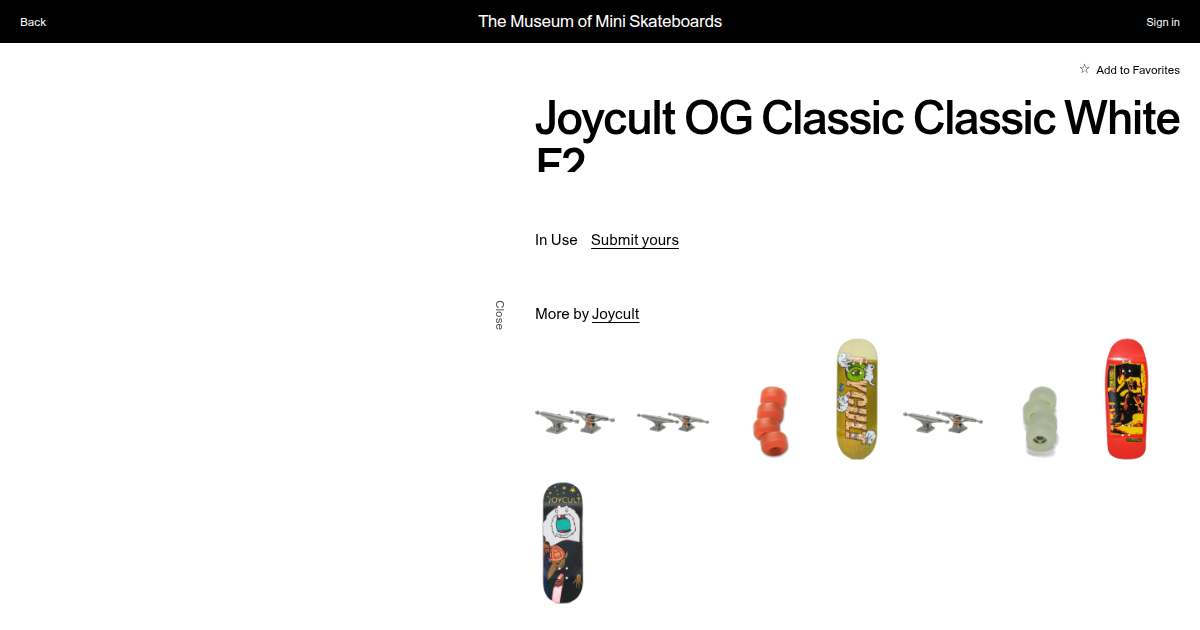 Back
The Museum of Mini Skateboards
Sign in
☆ Add to Favorites
Joycult OG Classic Classic White
In Use Submit yours
Close
More by Joycult
JOYCULT
JOYCULT